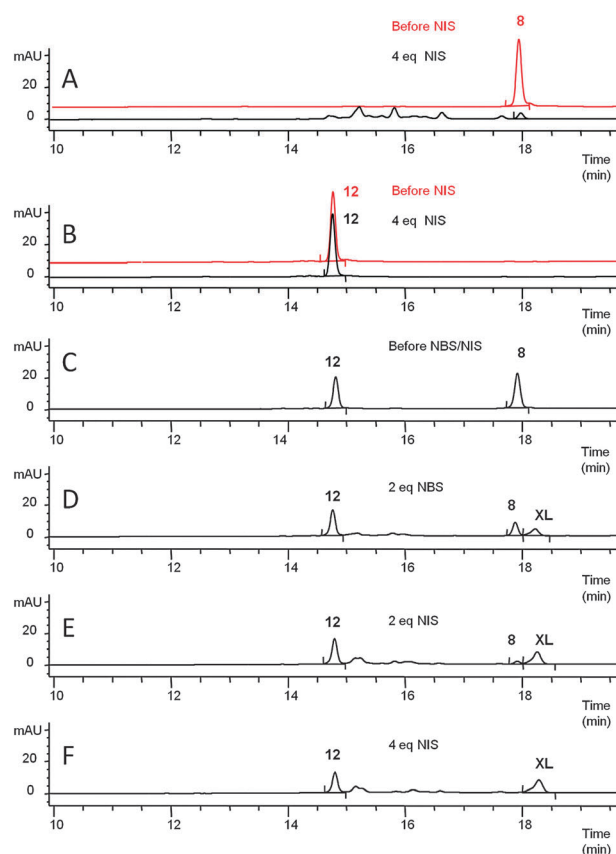 8
mAU
Before NIS
20
A
4 eq NIS
0
10 12 14 16 18
Time
(min)
mAU
12
Before NIS
20
B
12
4 eq NIS
0
10 12 14 16 18
Time
(min)
mAU
C
12
Before NBS/NIS
8
20
0
10 12 14 16 18
Time
(min)
mAU
D
12
2 eq NBS
20
8
XL
0
10 12 14 16 18
Time
(min)
mAU
E
12
2 eq NIS
20
8
XL
0
10 12 14 16 18
Time
(min)
mAU
F
12
4 eq NIS
20
XL
0
10 12 14 16 18
Time
(min)